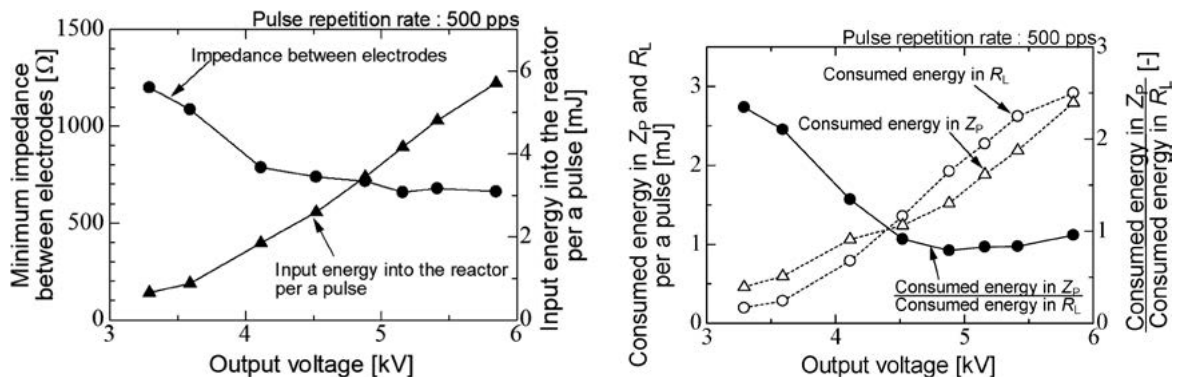 Pulse repetition rate : 500 pps
Minimum impedance
between electrodes [Ω]
1500
1000
500
0
Impedance between electrodes
Input energy into the reactor
per a pulse
6
4
2
0
Input energy into the reactor
per a pulse [mJ]
3
4
5
6
Output voltage [kV]
Pulse repetition rate : 500 pps
Consumed energy in ZP and RL
per a pulse [mJ]
3
2
1
0
Consumed energy in RL
Consumed energy in ZP
Consumed energy in ZP
Consumed energy in RL
3
2
1
0
Consumed energy in ZP
Consumed energy in RL [-]
3
4
5
6
Output voltage [kV]